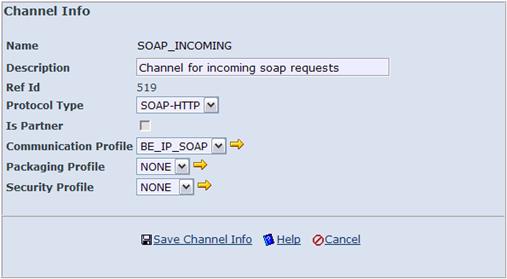 Channel Info
Name SOAP_INCOMING
Description Channel for incoming soap requests
Ref Id 519
Protocol Type SOAP-HTTP
Is Partner
Communication Profile BE_IP_SOAP
Packaging Profile NONE
Security Profile NONE
Save Channel Info Help Cancel